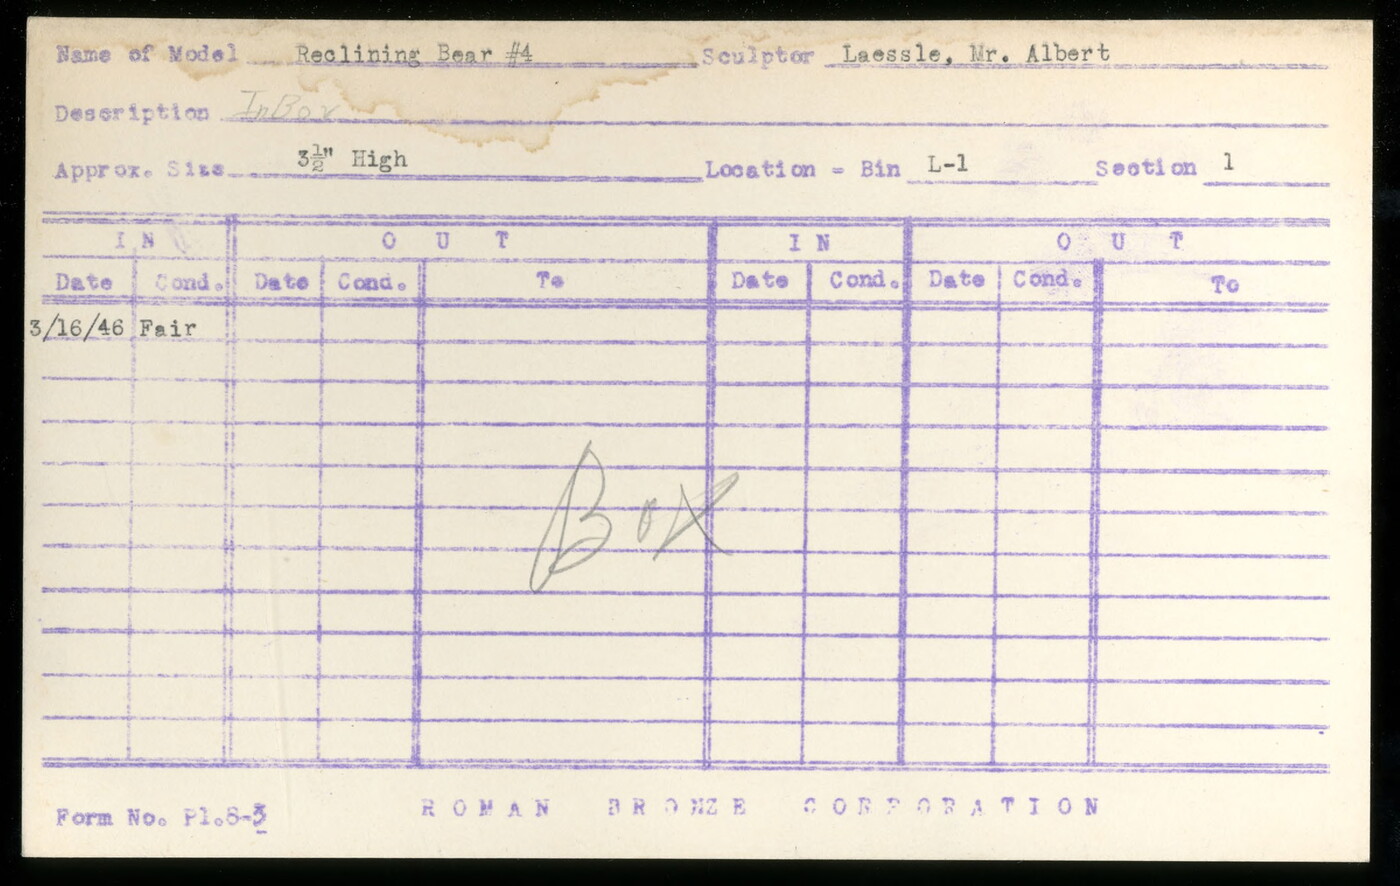 Name of Model Reclining Bear #4 Sculptor Laessle, Mr. Albert
Description In Box
Approx. Size 3½" High Location - Bin L-1 Section 1
IN OUT IN OUT
Date Cond. Date Cond. To Date Cond. Date Cond. To
3/16/46 Fair
Box
Form No. Pl.S-3 ROMAN BRONZE CORPORATION